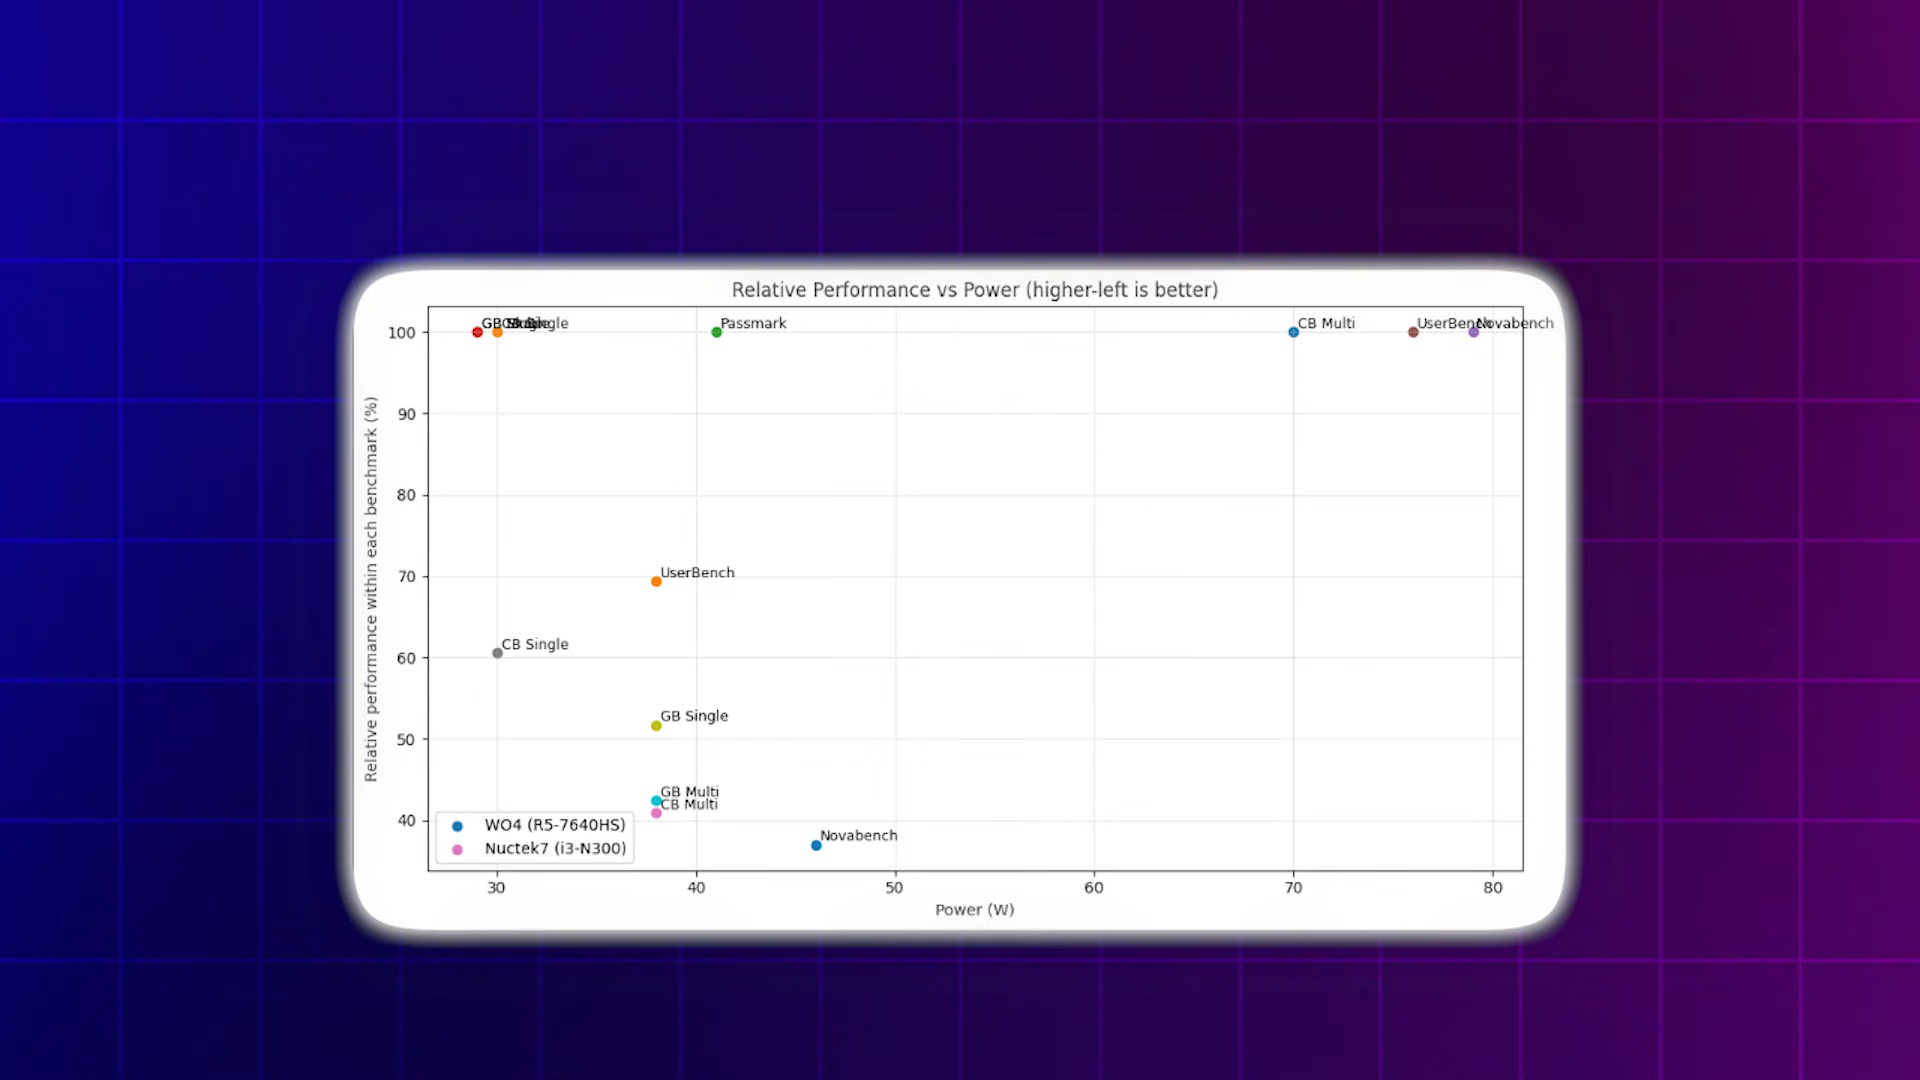 Relative Performance vs Power (higher-left is better)
Relative performance within each benchmark (%)
100
90
80
70
60
50
40
GB Single
Passmark
CB Multi
UserBench
Novabench
UserBench
CB Single
GB Single
GB Multi
CB Multi
Novabench
WO4 (R5-7640HS)
Nuctek7 (i3-N300)
30
40
50
60
70
80
Power (W)